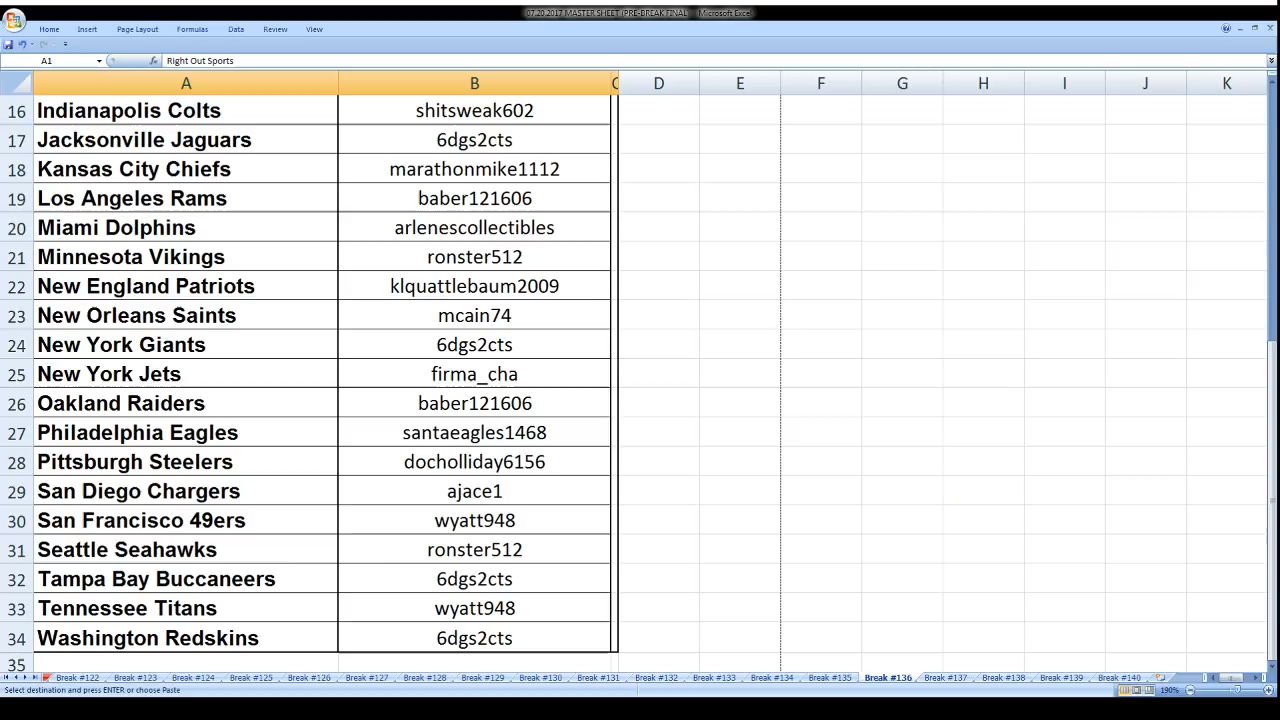 07.20.2017 MASTER SHEET (PRE-BREAK FINAL) - Microsoft Excel
Home Insert Page Layout Formulas Data Review View
A1 fx Right Out Sports
A B C D E F G H I J K
16 Indianapolis Colts shitsweak602
17 Jacksonville Jaguars 6dgs2cts
18 Kansas City Chiefs marathonmike1112
19 Los Angeles Rams baber121606
20 Miami Dolphins arlenescollectibles
21 Minnesota Vikings ronster512
22 New England Patriots klquattlebaum2009
23 New Orleans Saints mcain74
24 New York Giants 6dgs2cts
25 New York Jets firma_cha
26 Oakland Raiders baber121606
27 Philadelphia Eagles santaeagles1468
28 Pittsburgh Steelers docholliday6156
29 San Diego Chargers ajace1
30 San Francisco 49ers wyatt948
31 Seattle Seahawks ronster512
32 Tampa Bay Buccaneers 6dgs2cts
33 Tennessee Titans wyatt948
34 Washington Redskins 6dgs2cts
35
Break #122 Break #123 Break #124 Break #125 Break #126 Break #127 Break #128 Break #129 Break #130 Break #131 Break #132 Break #133 Break #134 Break #135 Break #136 Break #137 Break #138 Break #139 Break #140
Select destination and press ENTER or choose Paste 190%